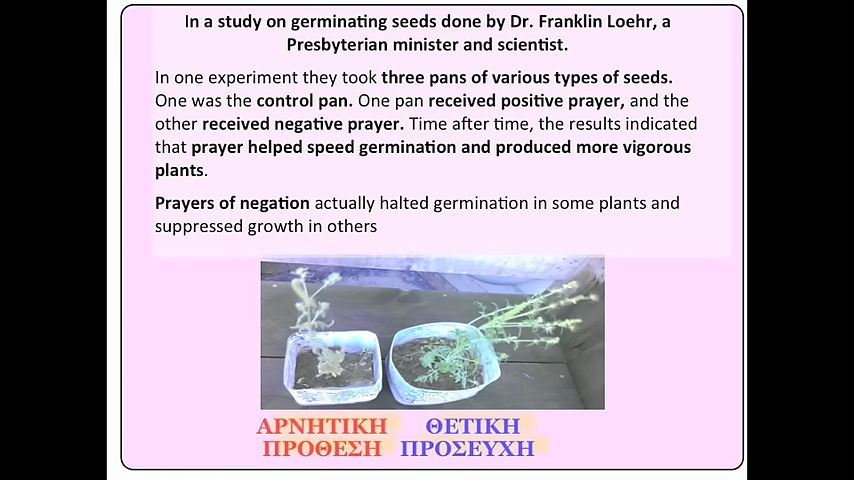 In a study on germinating seeds done by Dr. Franklin Loehr, a
Presbyterian minister and scientist.
In one experiment they took three pans of various types of seeds.
One was the control pan. One pan received positive prayer, and the
other received negative prayer. Time after time, the results indicated
that prayer helped speed germination and produced more vigorous
plants.
Prayers of negation actually halted germination in some plants and
suppressed growth in others
ΑΡΝΗΤΙΚΗ ΘΕΤΙΚΗ
ΠΡΟΘΕΣΗ ΠΡΟΣΕΥΧΗ